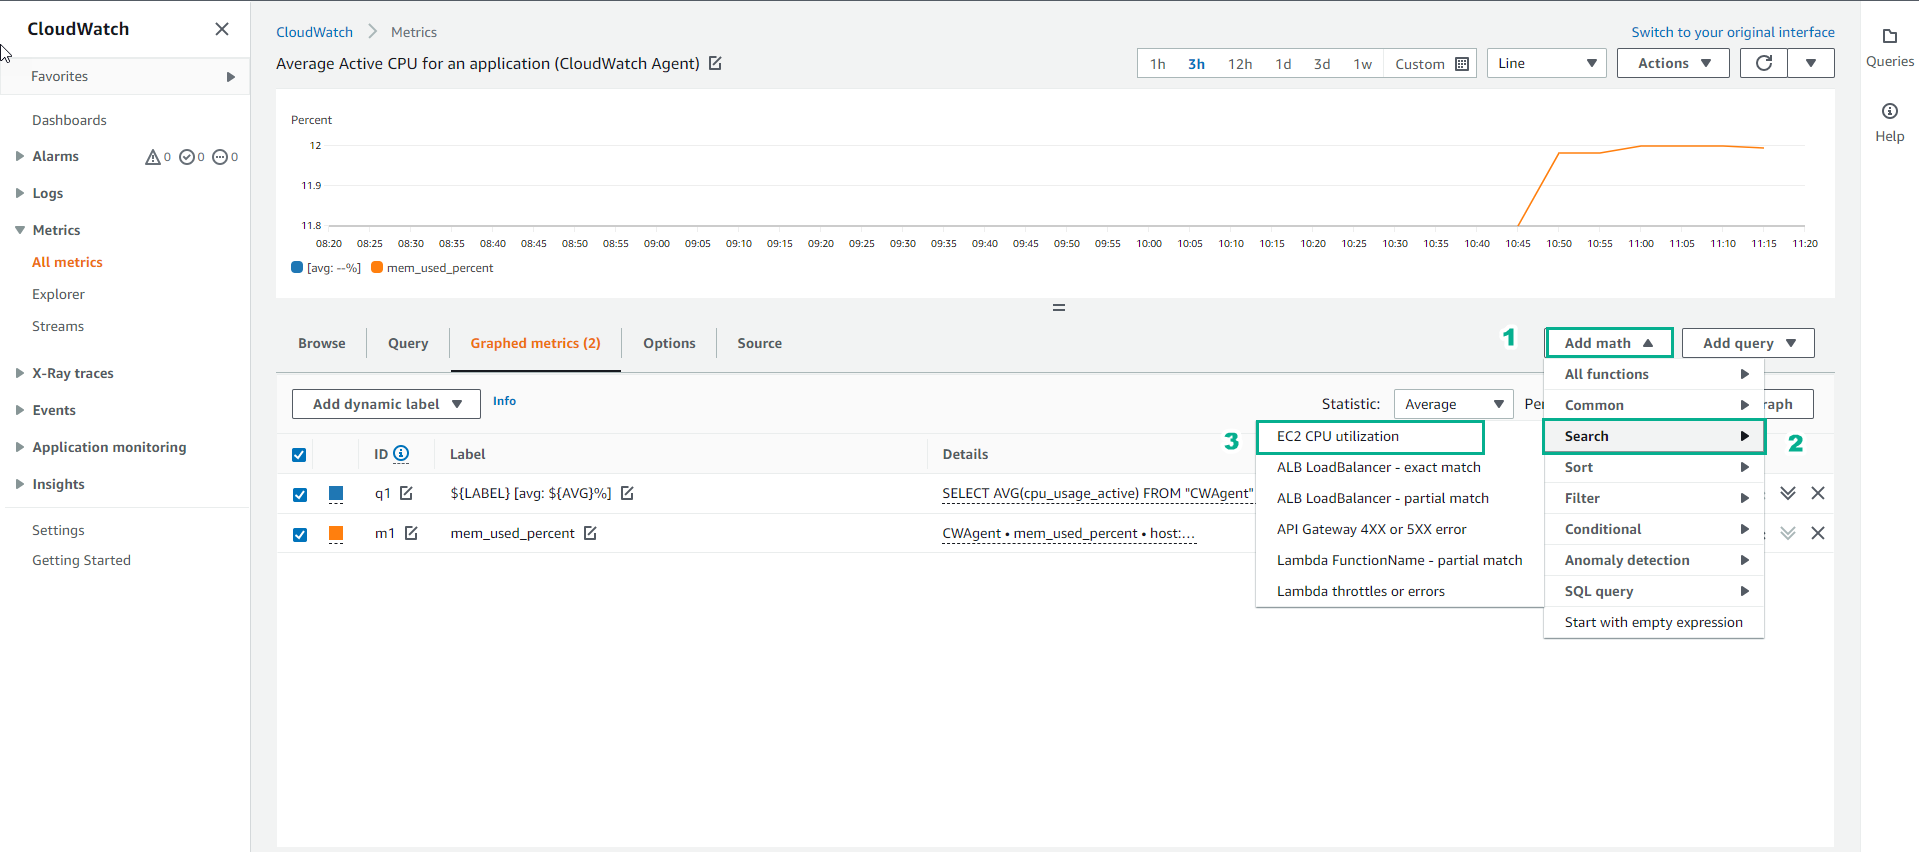 CloudWatch
Favorites
Dashboards
Alarms 0 0 0
Logs
Metrics
All metrics
Explorer
Streams
X-Ray traces
Events
Application monitoring
Insights
Settings
Getting Started
CloudWatch Metrics
Switch to your original interface
Average Active CPU for an application (CloudWatch Agent)
1h 3h 12h 1d 3d 1w Custom Line Actions
Percent
12
11.9
11.8
08:20 08:25 08:30 08:35 08:40 08:45 08:50 08:55 09:00 09:05 09:10 09:15 09:20 09:25 09:30 09:35 09:40 09:45 09:50 09:55 10:00 10:05 10:10 10:15 10:20 10:25 10:30 10:35 10:40 10:45 10:50 10:55 11:00 11:05 11:10 11:15 11:20
[avg: --%] mem_used_percent
Browse Query Graphed metrics (2) Options Source
1 Add math Add query
Add dynamic label Info
Statistic: Average Per raph
ID Label Details
q1 ${LABEL} [avg: ${AVG}%] SELECT AVG(cpu_usage_active) FROM "CWAgent"
m1 mem_used_percent CWAgent • mem_used_percent • host:...
All functions
Common
Search 2
Sort
Filter
Conditional
Anomaly detection
SQL query
Start with empty expression
3 EC2 CPU utilization
ALB LoadBalancer - exact match
ALB LoadBalancer - partial match
API Gateway 4XX or 5XX error
Lambda FunctionName - partial match
Lambda throttles or errors
Queries
Help